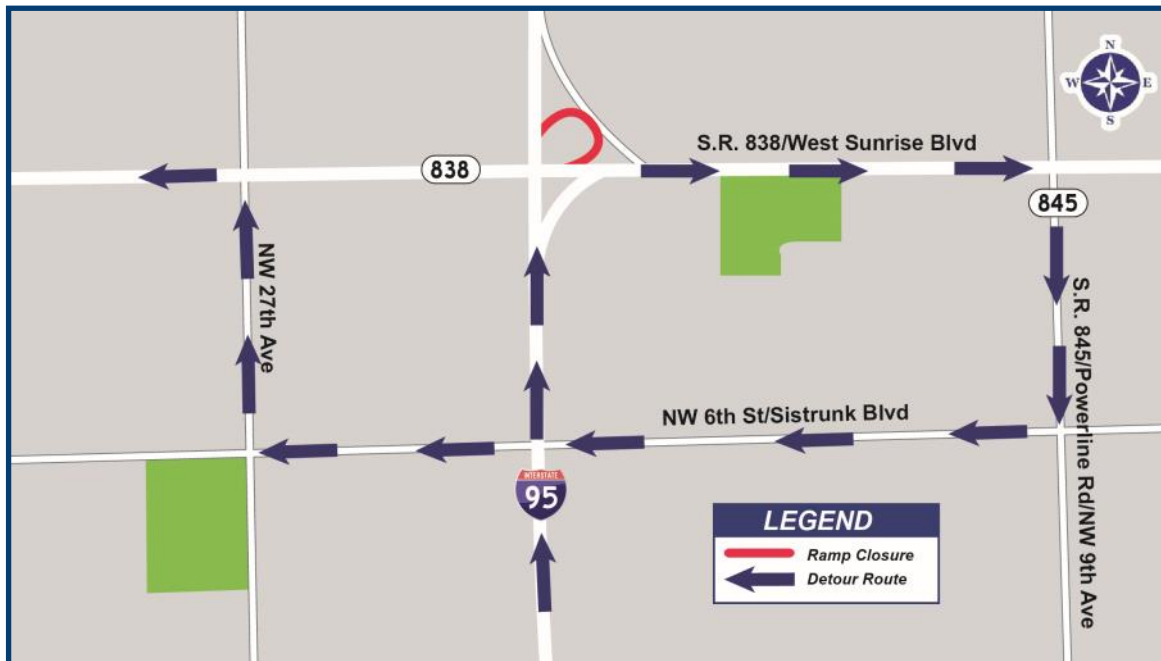 N
W E
S
S.R. 838/West Sunrise Blvd
838
845
NW 27th Ave
S.R. 845/Powerline Rd/NW 9th Ave
NW 6th St/Sistrunk Blvd
INTERSTATE
95
LEGEND
Ramp Closure
Detour Route